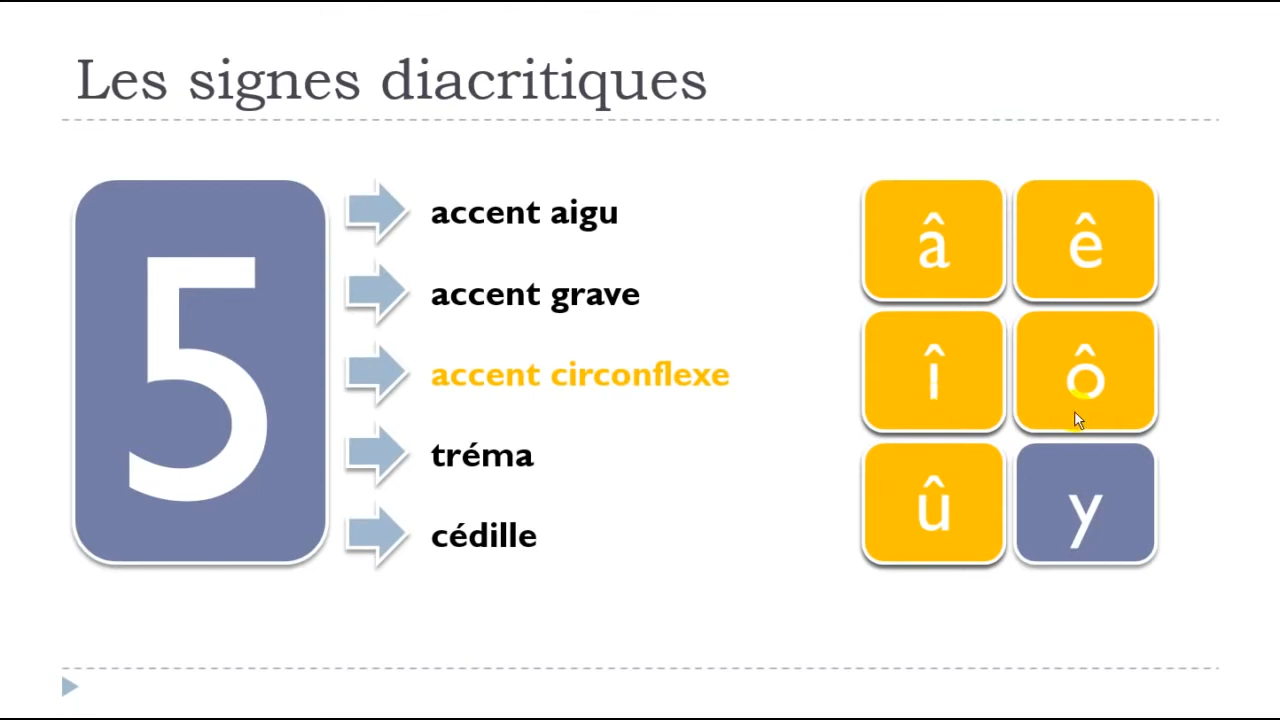 Les signes diacritiques
5
accent aigu
accent grave
accent circonflexe
tréma
cédille
â ê
î ô
û y